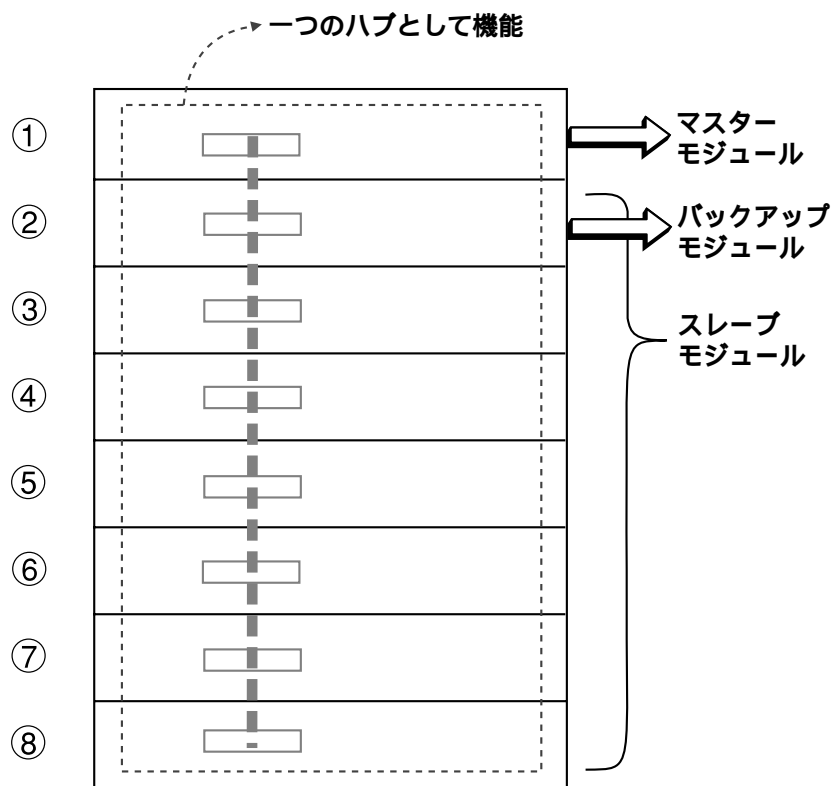 一つのハブとして機能
①
マスター
モジュール
②
バックアップ
モジュール
③
スレーブ
モジュール
④
⑤
⑥
⑦
⑧